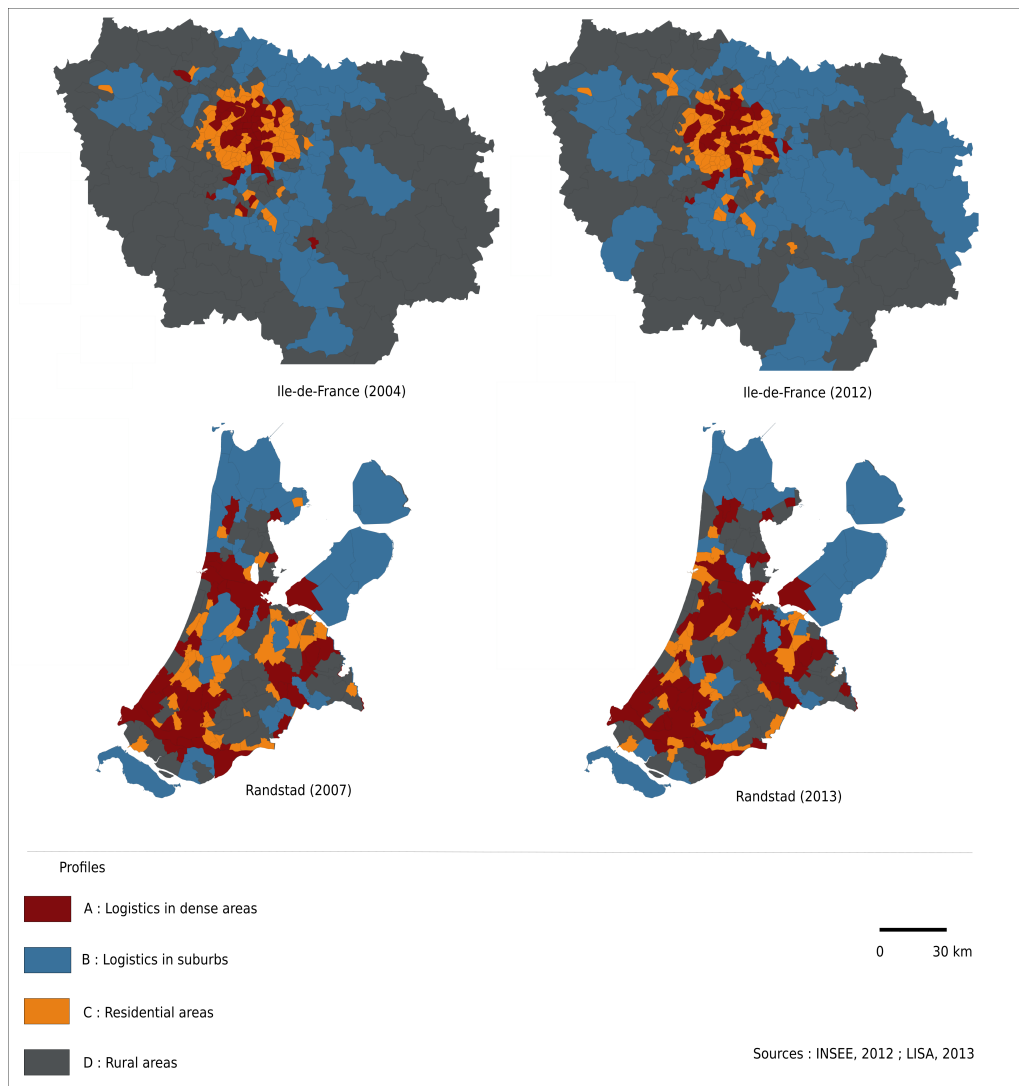 Ile-de-France (2004)
Ile-de-France (2012)
Randstad (2007)
Randstad (2013)
Profiles
A : Logistics in dense areas
B : Logistics in suburbs
C : Residential areas
D : Rural areas
0 30 km
Sources : INSEE, 2012 ; LISA, 2013